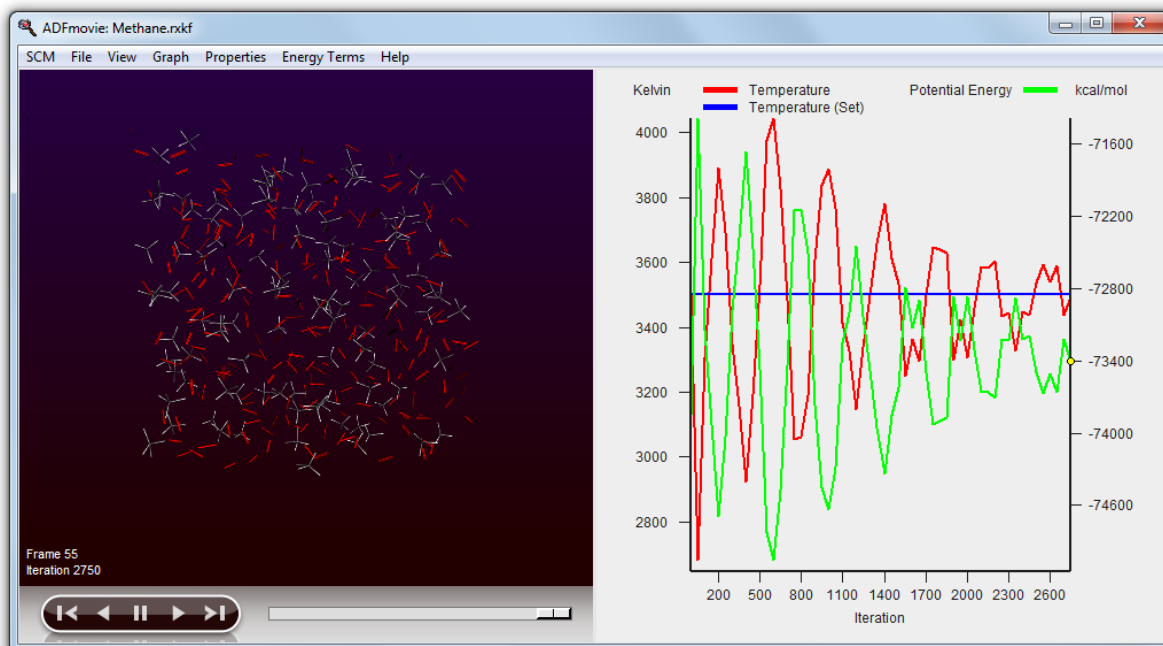 ADFmovie: Methane.rxkf
SCM File View Graph Properties Energy Terms Help
Kelvin Temperature Potential Energy kcal/mol
Temperature (Set)
4000
3800
3600
3400
3200
3000
2800
-71600
-72200
-72800
-73400
-74000
-74600
200 500 800 1100 1400 1700 2000 2300 2600
Iteration
Frame 55
Iteration 2750